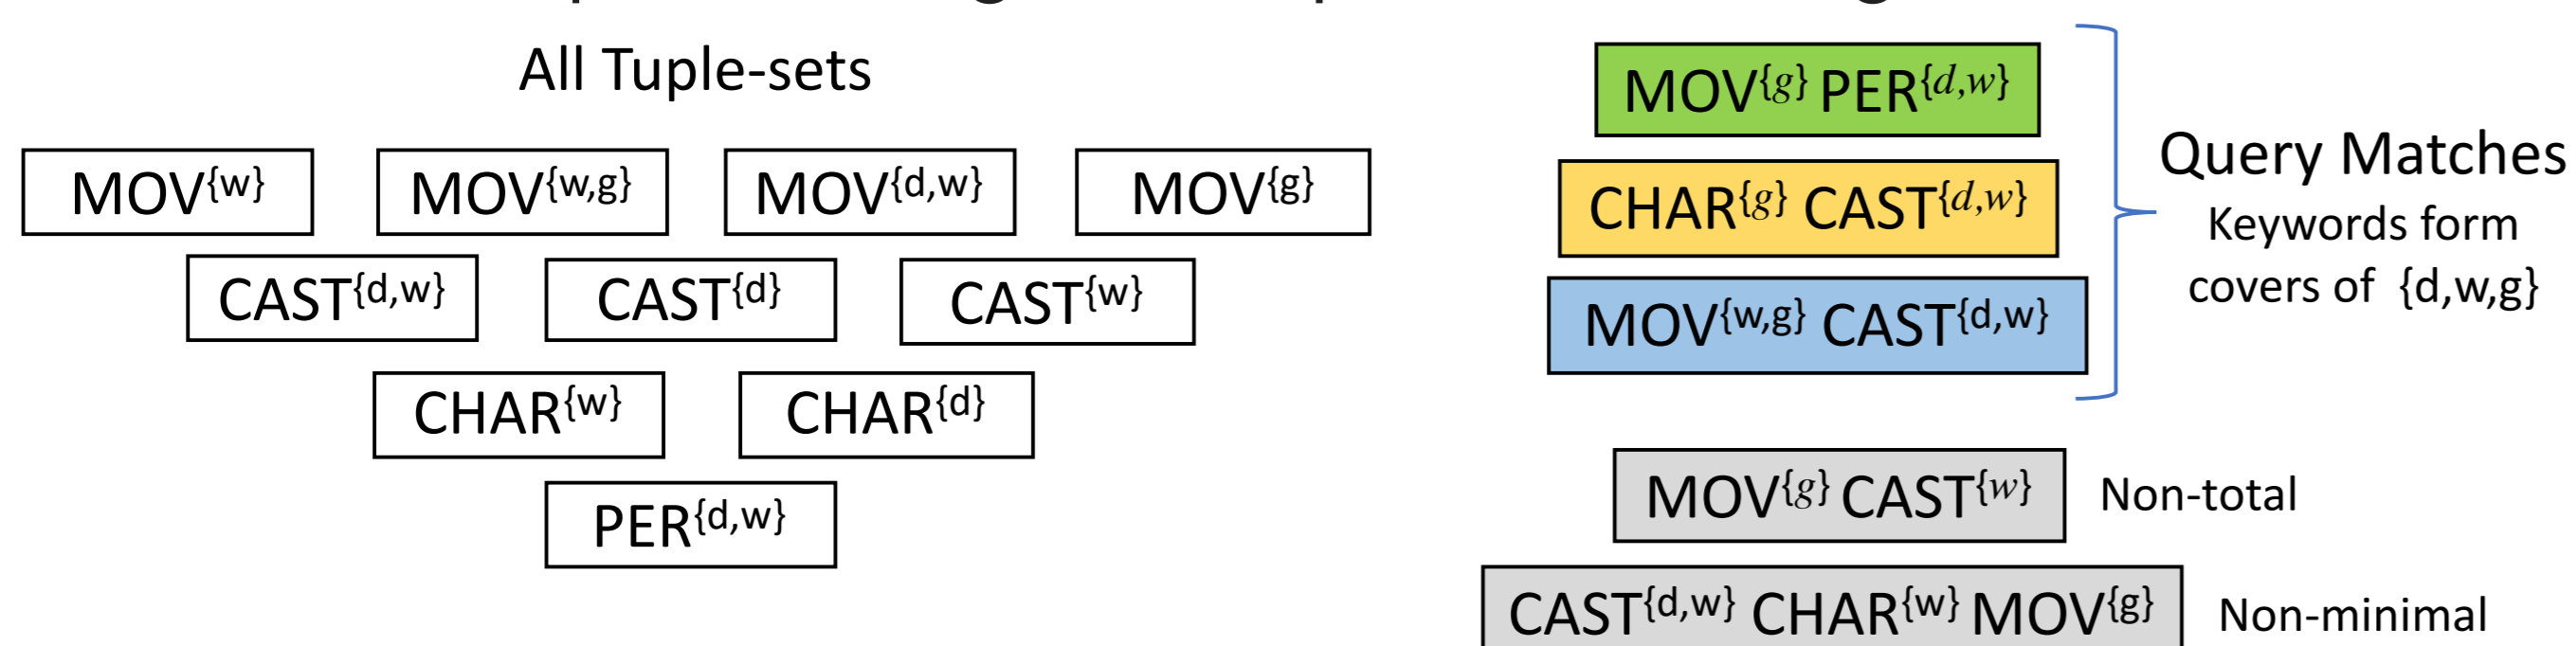 All Tuple-sets
MOV{w} MOV{w,g} MOV{d,w} MOV{g}
CAST{d,w} CAST{d} CAST{w}
CHAR{w} CHAR{d}
PER{d,w}
MOV{g} PER{d,w}
CHAR{g} CAST{d,w}
MOV{w,g} CAST{d,w}
Query Matches
Keywords form
covers of {d,w,g}
MOV{g} CAST{w} Non-total
CAST{d,w} CHAR{w} MOV{g} Non-minimal